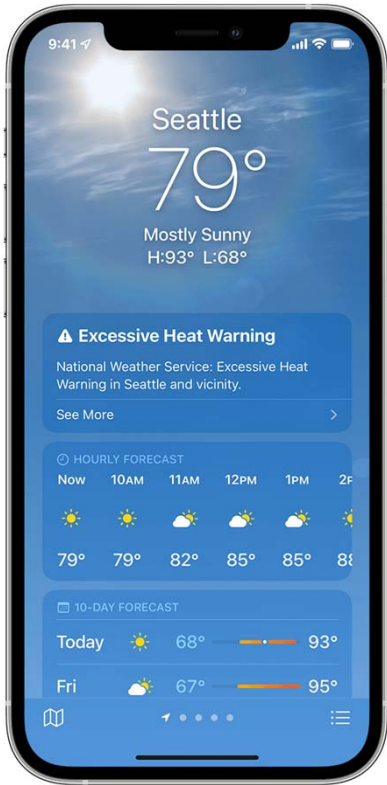 9:41
Seattle
79°
Mostly Sunny
H:93° L:68°
Excessive Heat Warning
National Weather Service: Excessive Heat
Warning in Seattle and vicinity.
See More
HOURLY FORECAST
Now 10AM 11AM 12PM 1PM
79° 79° 82° 85° 85°
10-DAY FORECAST
Today 68° 93°
Fri 67° 95°